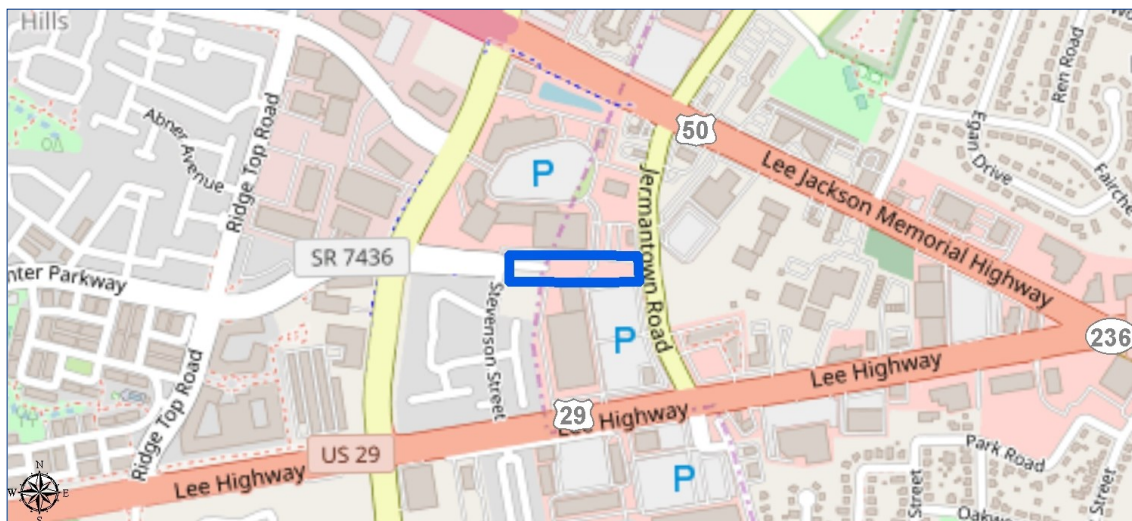 Hills
Ren Road
Egan Drive
Abner Avenue
Ridge Top Road
50
P
Lee Jackson Memorial Highway
Jermantown Road
SR 7436
nter Parkway
Stevenson Street
P
236
Lee Highway
29
Lee Highway
US 29
Ridge Top Road
Lee Highway
Park Road
P
Street
Street
N
W
E
S